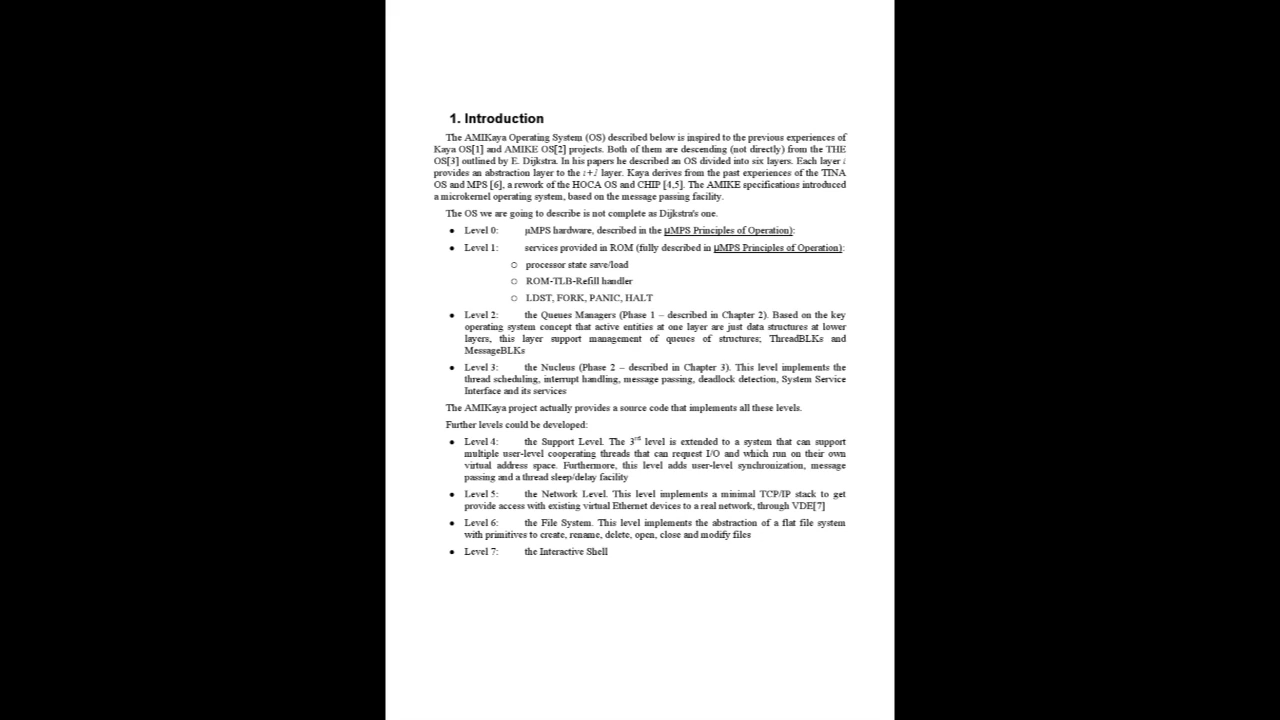 1. Introduction
The AMIKaya Operating System (OS) described below is inspired to the previous experiences of
Kaya OS[1] and AMIKE OS[2] projects. Both of them are descending (not directly) from the THE
OS[3] outlined by E. Dijkstra. In his papers he described an OS divided into six layers. Each layer i
provides an abstraction layer to the i+1 layer. Kaya derives from the past experiences of the TINA
OS and MPS [6], a rework of the HOCA OS and CHIP [4,5]. The AMIKE specifications introduced
a microkernel operating system, based on the message passing facility.
The OS we are going to describe is not complete as Dijkstra's one.
● Level 0: μMPS hardware, described in the μMPS Principles of Operation);
● Level 1: services provided in ROM (fully described in μMPS Principles of Operation):
○ processor state save/load
○ ROM-TLB-Refill handler
○ LDST, FORK, PANIC, HALT
● Level 2: the Queues Managers (Phase 1 – described in Chapter 2). Based on the key
operating system concept that active entities at one layer are just data structures at lower
layers, this layer support management of queues of structures; ThreadBLKs and
MessageBLKs
● Level 3: the Nucleus (Phase 2 – described in Chapter 3). This level implements the
thread scheduling, interrupt handling, message passing, deadlock detection, System Service
Interface and its services
The AMIKaya project actually provides a source code that implements all these levels.
Further levels could be developed:
● Level 4: the Support Level. The 3rd level is extended to a system that can support
multiple user-level cooperating threads that can request I/O and which run on their own
virtual address space. Furthermore, this level adds user-level synchronization, message
passing and a thread sleep/delay facility
● Level 5: the Network Level. This level implements a minimal TCP/IP stack to get
provide access with existing virtual Ethernet devices to a real network, through VDE[7]
● Level 6: the File System. This level implements the abstraction of a flat file system
with primitives to create, rename, delete, open, close and modify files
● Level 7: the Interactive Shell